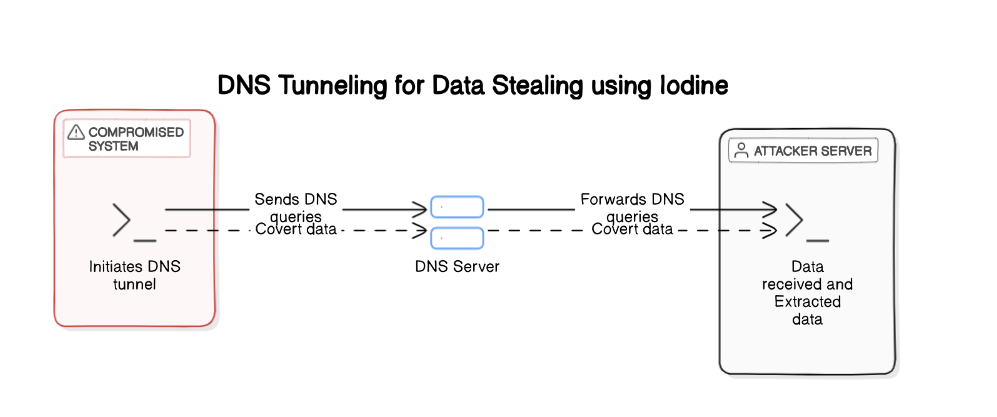 DNS Tunneling for Data Stealing using Iodine
COMPROMISED
SYSTEM
Initiates DNS
tunnel
Sends DNS
queries
Covert data
DNS Server
Forwards DNS
queries
Covert data
ATTACKER SERVER
Data
received and
Extracted
data